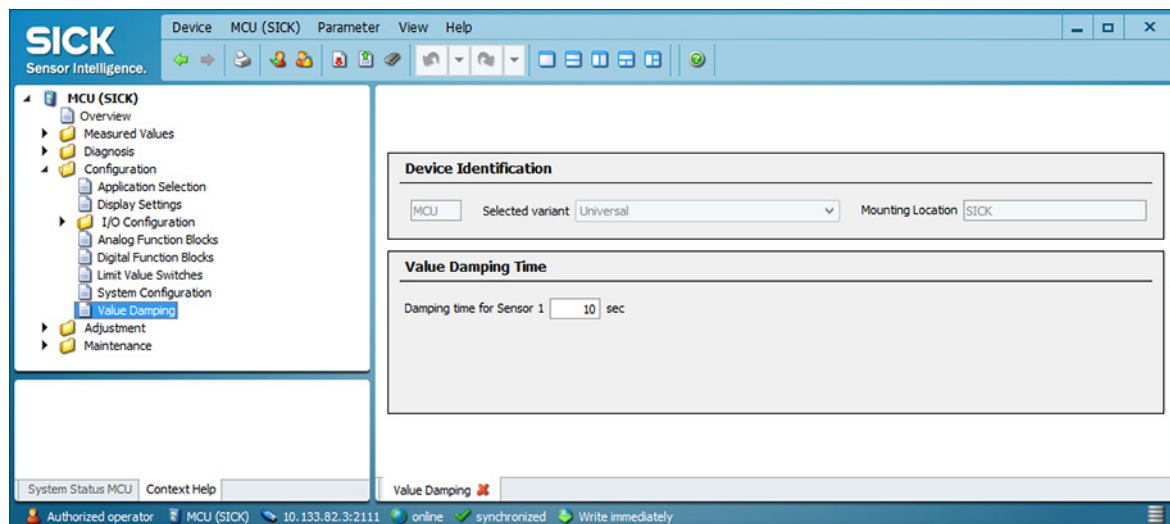 SICK
Sensor Intelligence.
Device MCU (SICK) Parameter View Help
MCU (SICK)
Overview
Measured Values
Diagnosis
Configuration
Application Selection
Display Settings
I/O Configuration
Analog Function Blocks
Digital Function Blocks
Limit Value Switches
System Configuration
Value Damping
Adjustment
Maintenance
System Status MCU Context Help
Device Identification
MCU Selected variant Universal Mounting Location SICK
Value Damping Time
Damping time for Sensor 1 10 sec
Value Damping
Authorized operator MCU (SICK) 10.133.82.3:2111 online synchronized Write immediately